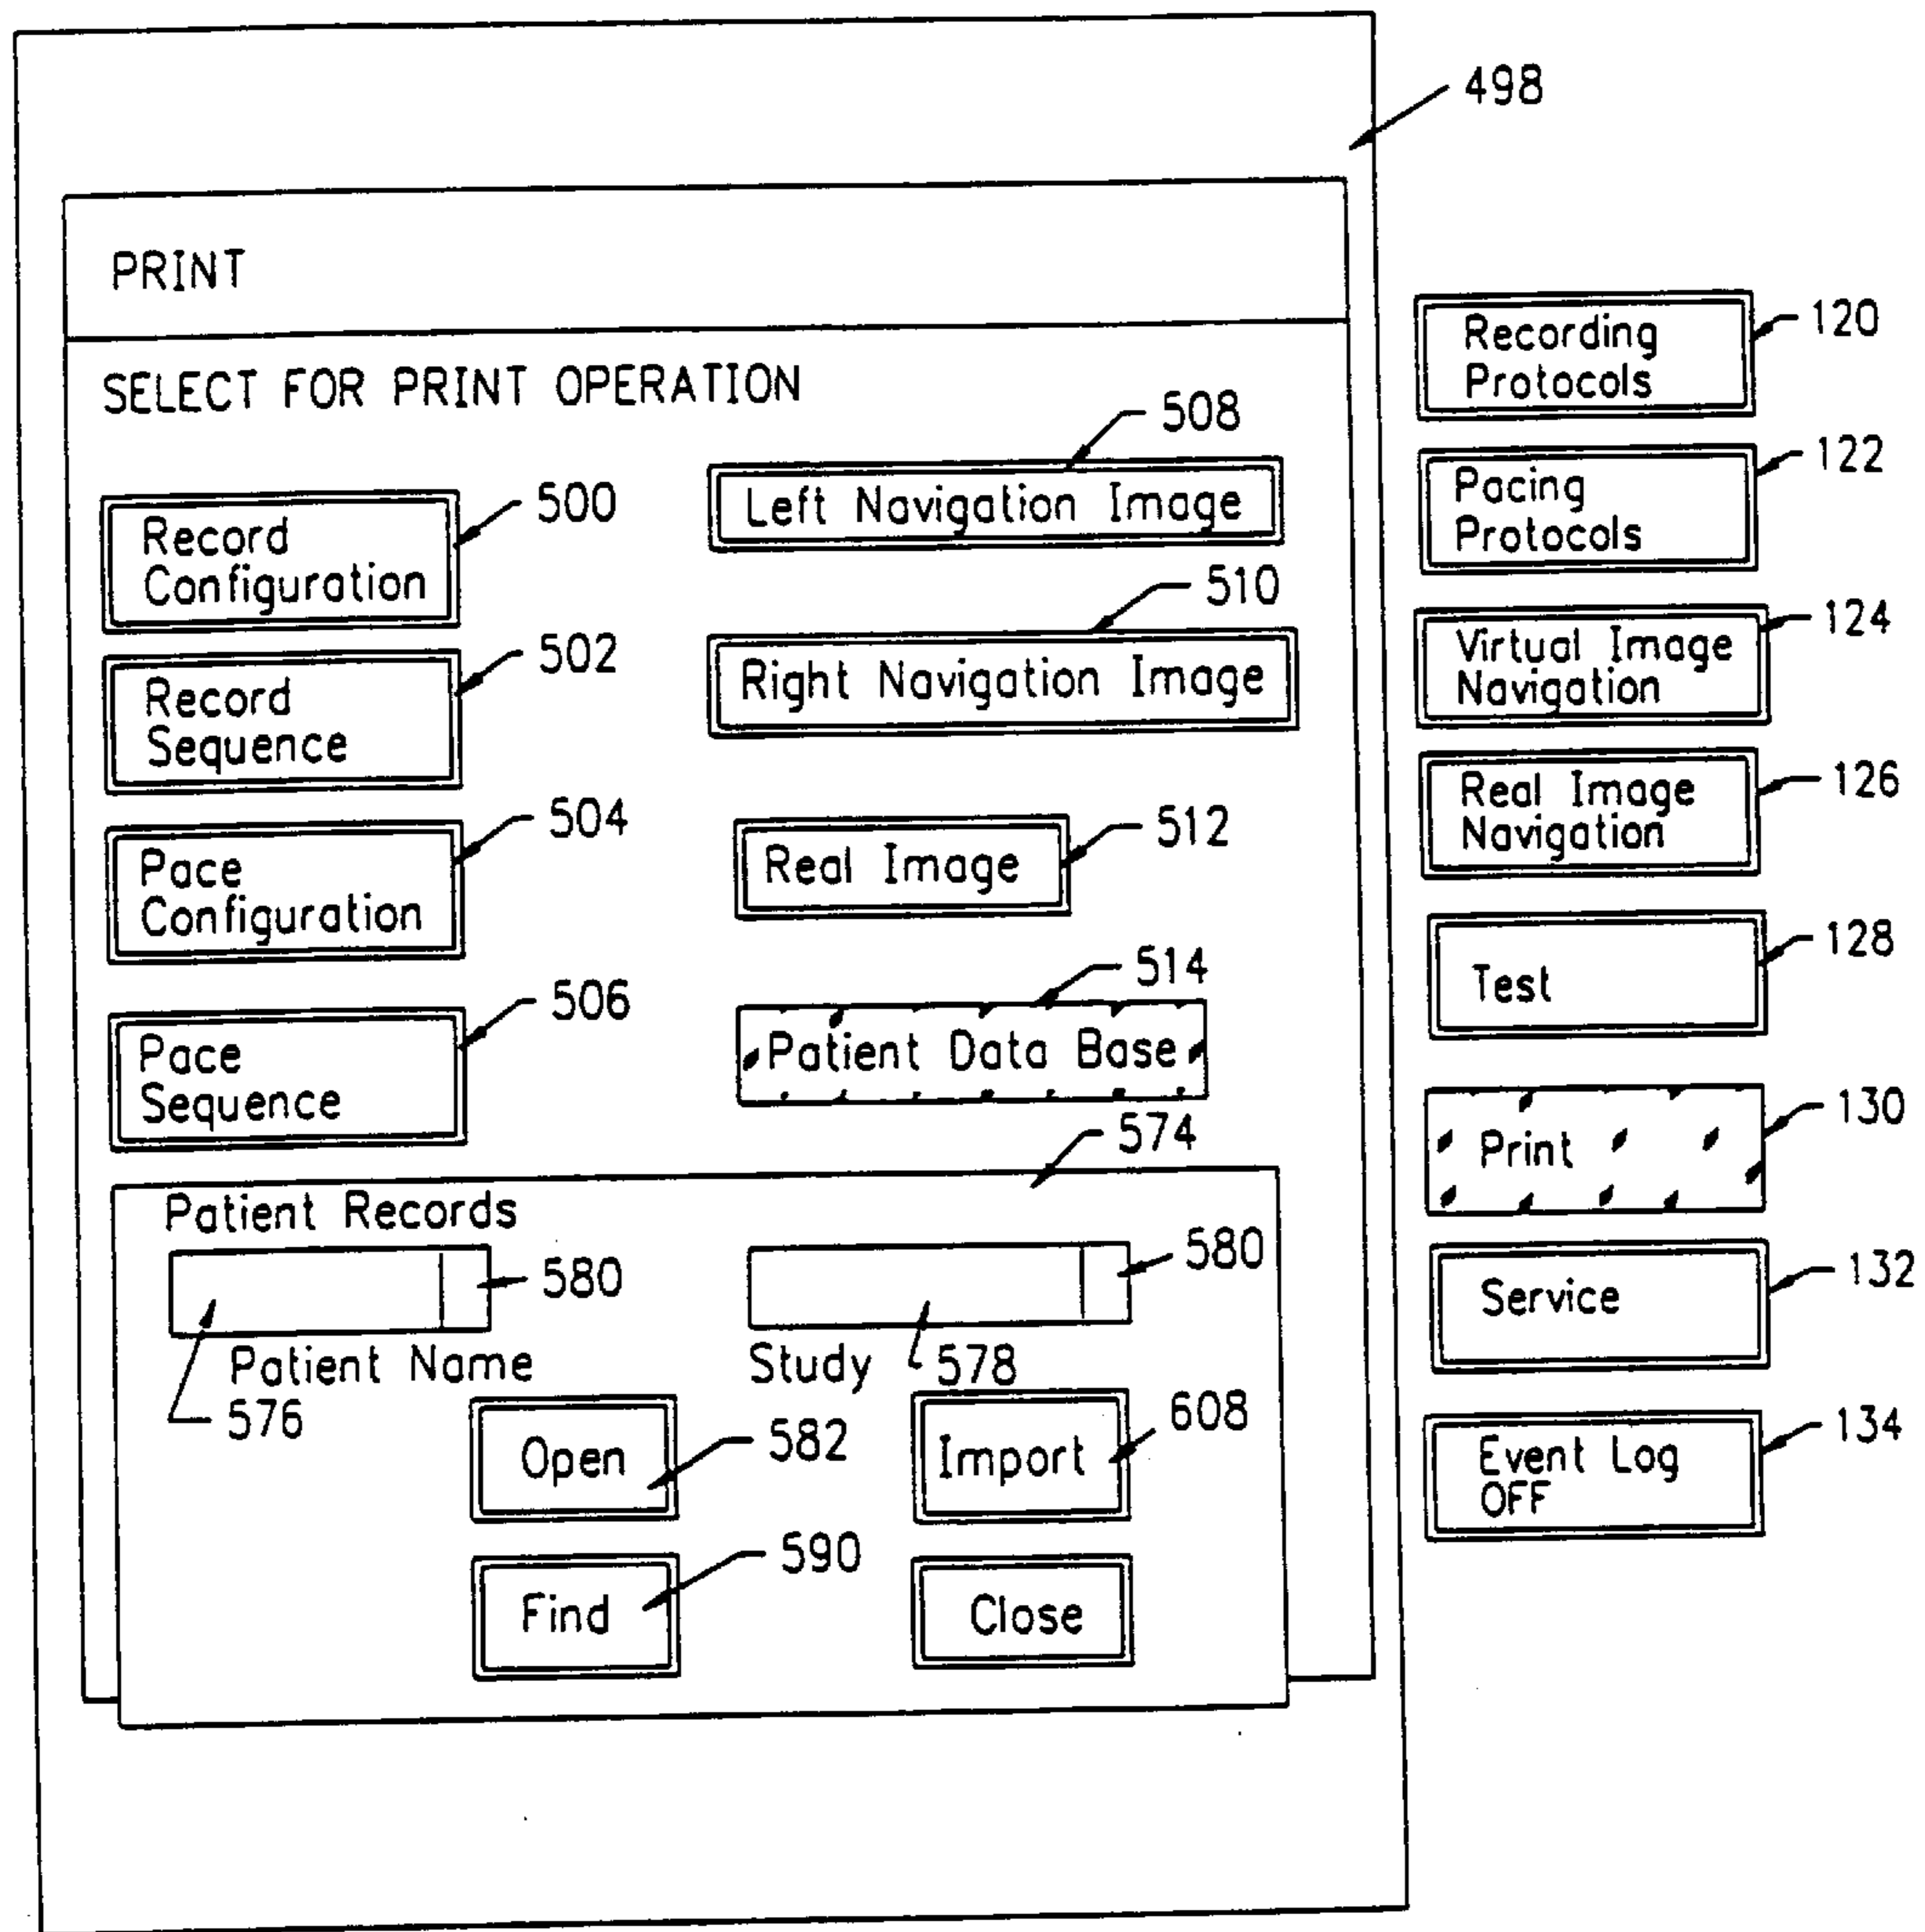 498
PRINT
SELECT FOR PRINT OPERATION
Record
Configuration
500
Record
Sequence
502
Pace
Configuration
504
Pace
Sequence
506
Left Navigation Image
508
Right Navigation Image
510
Real Image
512
Patient Data Base
514
574
Patient Records
580
Patient Name
576
580
Study
578
Open
582
Import
608
Find
590
Close
Recording
Protocols
120
Pacing
Protocols
122
Virtual Image
Navigation
124
Real Image
Navigation
126
Test
128
Print
130
Service
132
Event Log
OFF
134